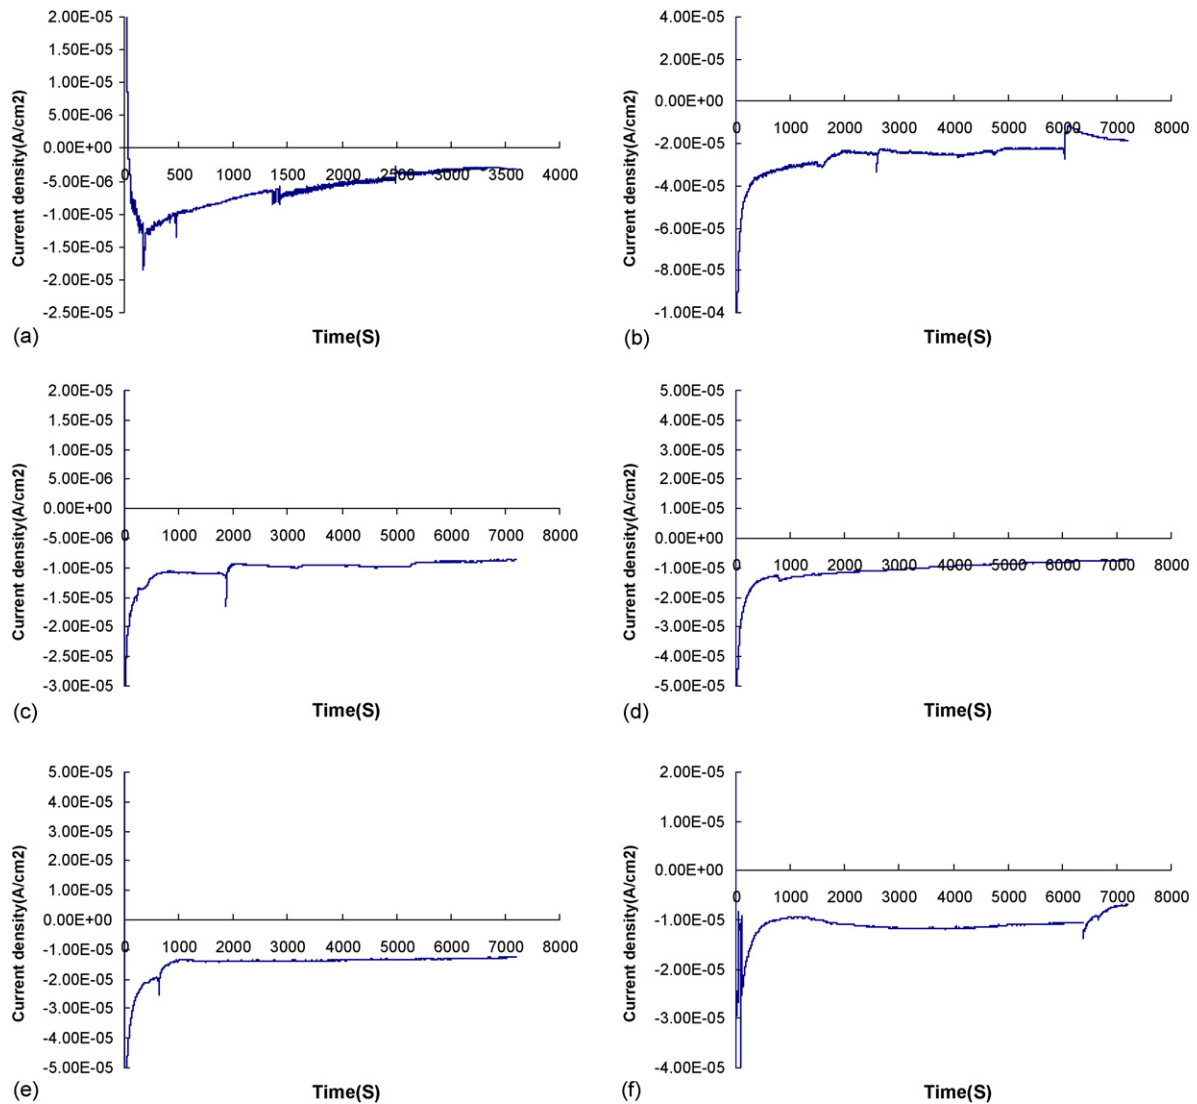 2.00E-05
1.50E-05
1.00E-05
5.00E-06
0.00E+00
-5.00E-06
-1.00E-05
-1.50E-05
-2.00E-05
-2.50E-05
0 500 1000 1500 2000 2500 3000 3500 4000
Current density(A/cm2)
Time(S)
(a)
4.00E-05
2.00E-05
0.00E+00
-2.00E-05
-4.00E-05
-6.00E-05
-8.00E-05
-1.00E-04
0 1000 2000 3000 4000 5000 6000 7000 8000
Current density(A/cm2)
Time(S)
(b)
2.00E-05
1.50E-05
1.00E-05
5.00E-06
0.00E+00
-5.00E-06
-1.00E-05
-1.50E-05
-2.00E-05
-2.50E-05
-3.00E-05
0 1000 2000 3000 4000 5000 6000 7000 8000
Current density(A/cm2)
Time(S)
(c)
5.00E-05
4.00E-05
3.00E-05
2.00E-05
1.00E-05
0.00E+00
-1.00E-05
-2.00E-05
-3.00E-05
-4.00E-05
-5.00E-05
0 1000 2000 3000 4000 5000 6000 7000 8000
Current density(A/cm2)
Time(S)
(d)
5.00E-05
4.00E-05
3.00E-05
2.00E-05
1.00E-05
0.00E+00
-1.00E-05
-2.00E-05
-3.00E-05
-4.00E-05
-5.00E-05
0 1000 2000 3000 4000 5000 6000 7000 8000
Current density(A/cm2)
Time(S)
(e)
2.00E-05
1.00E-05
0.00E+00
-1.00E-05
-2.00E-05
-3.00E-05
-4.00E-05
0 1000 2000 3000 4000 5000 6000 7000 8000
Current density(A/cm2)
Time(S)
(f)